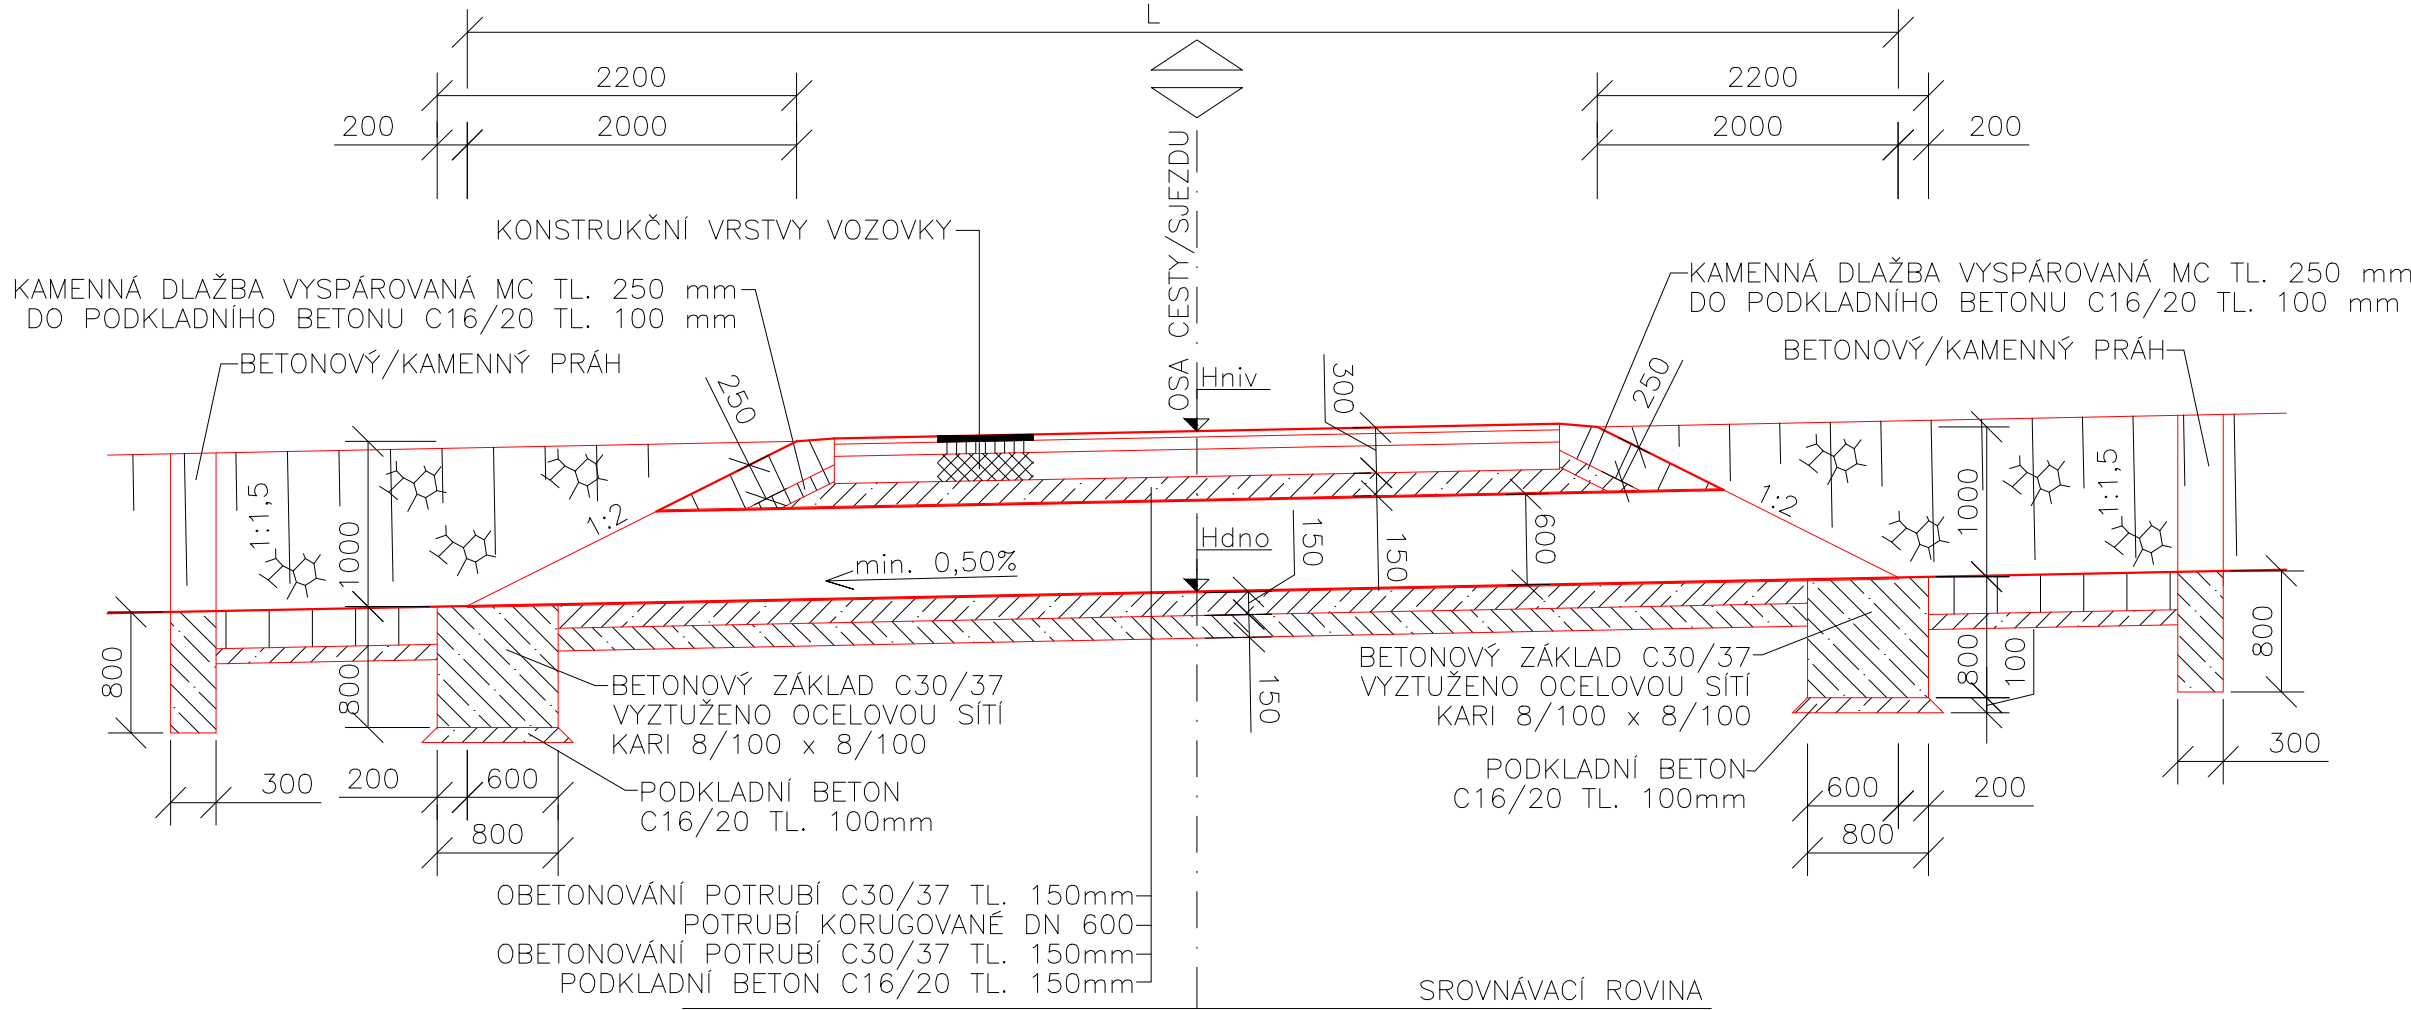 L
2200
2200
200
2000
2000
200
OSA CESTY/SJEZDU
KONSTRUKČNÍ VRSTVY VOZOVKY
KAMENNÁ DLAŽBA VYSPÁROVANÁ MC TL. 250 mm
DO PODKLADNÍHO BETONU C16/20 TL. 100 mm
KAMENNÁ DLAŽBA VYSPÁROVANÁ MC TL. 250 mm
DO PODKLADNÍHO BETONU C16/20 TL. 100 mm
BETONOVÝ/KAMENNÝ PRÁH
BETONOVÝ/KAMENNÝ PRÁH
250
Hniv
300
250
1:1,5
1000
1:2
min. 0,50%
Hdno
150
150
600
1:2
1000
1:1,5
800
800
BETONOVÝ ZÁKLAD C30/37
VYZTUŽENO OCELOVOU SÍTÍ
KARI 8/100 x 8/100
150
BETONOVÝ ZÁKLAD C30/37
VYZTUŽENO OCELOVOU SÍTÍ
KARI 8/100 x 8/100
800
100
800
300
200
600
PODKLADNÍ BETON
C16/20 TL. 100mm
800
PODKLADNÍ BETON
C16/20 TL. 100mm
600
200
300
800
OBETONOVÁNÍ POTRUBÍ C30/37 TL. 150mm
POTRUBÍ KORUGOVANÉ DN 600
OBETONOVÁNÍ POTRUBÍ C30/37 TL. 150mm
PODKLADNÍ BETON C16/20 TL. 150mm
SROVNÁVACÍ ROVINA